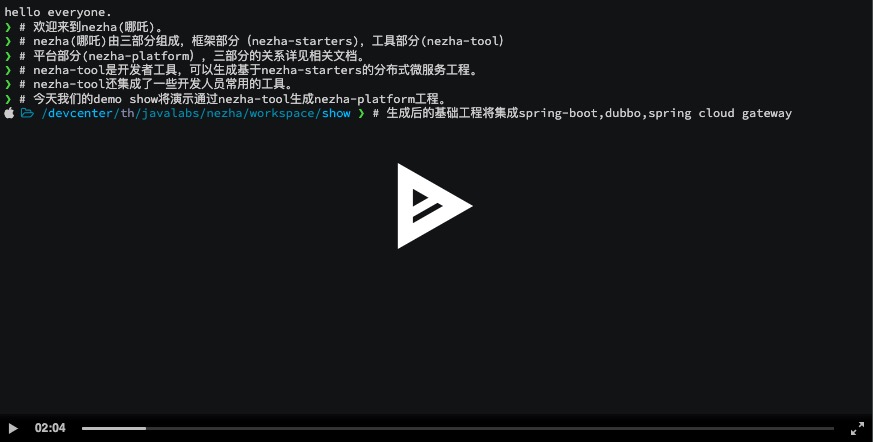 hello everyone.
❯ # 欢迎来到nezha(哪吒)。
❯ # nezha(哪吒)由三部分组成，框架部分（nezha-starters)，工具部分(nezha-tool）
❯ # 平台部分(nezha-platform），三部分的关系详见相关文档。
❯ # nezha-tool是开发者工具，可以生成基于nezha-starters的分布式微服务工程。
❯ # nezha-tool还集成了一些开发人员常用的工具。
❯ # 今天我们的demo show将演示通过nezha-tool生成nezha-platform工程。
/devcenter/th/javalabs/nezha/workspace/show ❯ # 生成后的基础工程将集成spring-boot,dubbo,spring cloud gateway
02:04